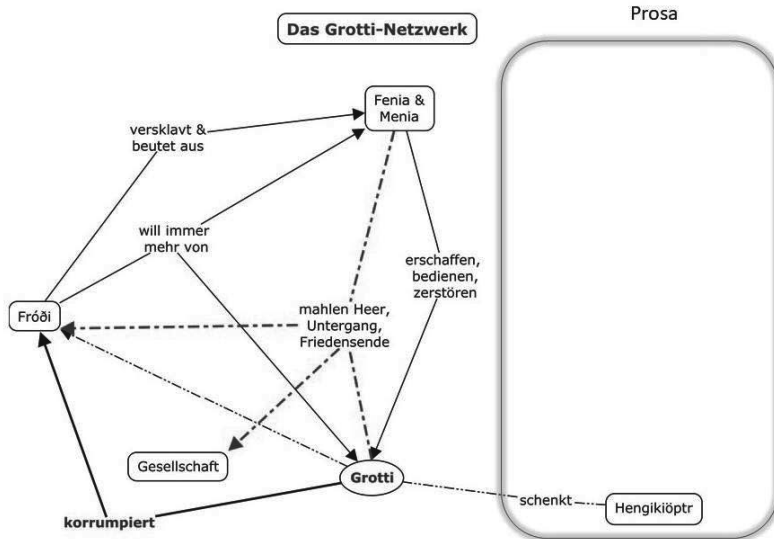 Prosa
Das Grotti-Netzwerk
Fenia &
Menia
versklavt &
beutet aus
will immer
mehr von
erschaffen,
bedienen,
zerstören
Fróði
mahlen Heer,
Untergang,
Friedensende
Gesellschaft
Grotti
schenkt
Hengikiöptr
korrumpiert